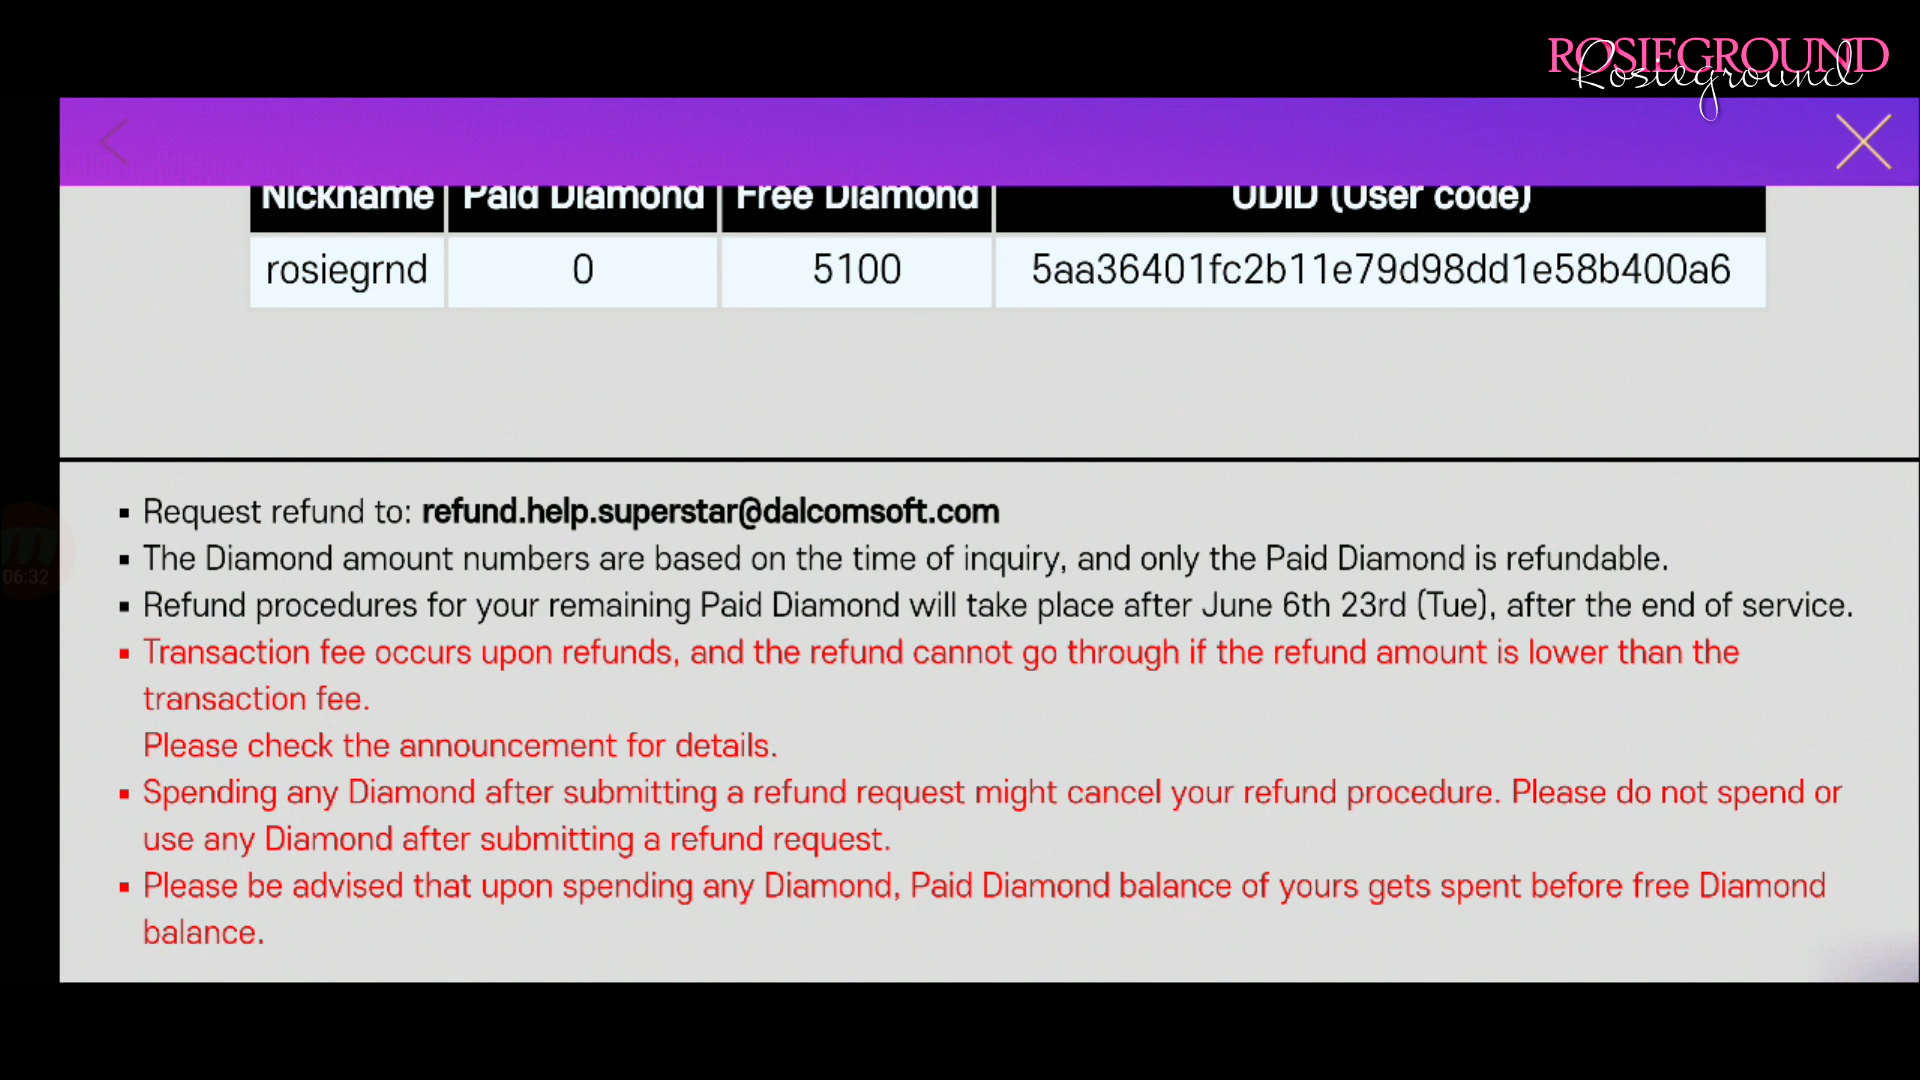 ROSIEGROUND
Rosieground
Nickname Paid Diamond Free Diamond UDID (User code)
rosiegrnd 0 5100 5aa36401fc2b11e79d98dd1e58b400a6
▪ Request refund to: refund.help.superstar@dalcomsoft.com
▪ The Diamond amount numbers are based on the time of inquiry, and only the Paid Diamond is refundable.
▪ Refund procedures for your remaining Paid Diamond will take place after June 6th 23rd (Tue), after the end of service.
▪ Transaction fee occurs upon refunds, and the refund cannot go through if the refund amount is lower than the
transaction fee.
Please check the announcement for details.
▪ Spending any Diamond after submitting a refund request might cancel your refund procedure. Please do not spend or
use any Diamond after submitting a refund request.
▪ Please be advised that upon spending any Diamond, Paid Diamond balance of yours gets spent before free Diamond
balance.
06:32